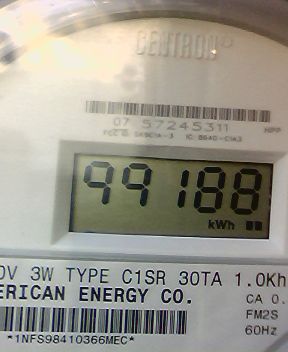 CENTRON
07 57245311 HPP
99188
kWh
0V 3W TYPE C1SR 30TA 1.0Kh
ERICAN ENERGY CO. CA 0.
FM2S
60Hz
*1NFS98410366MEC*